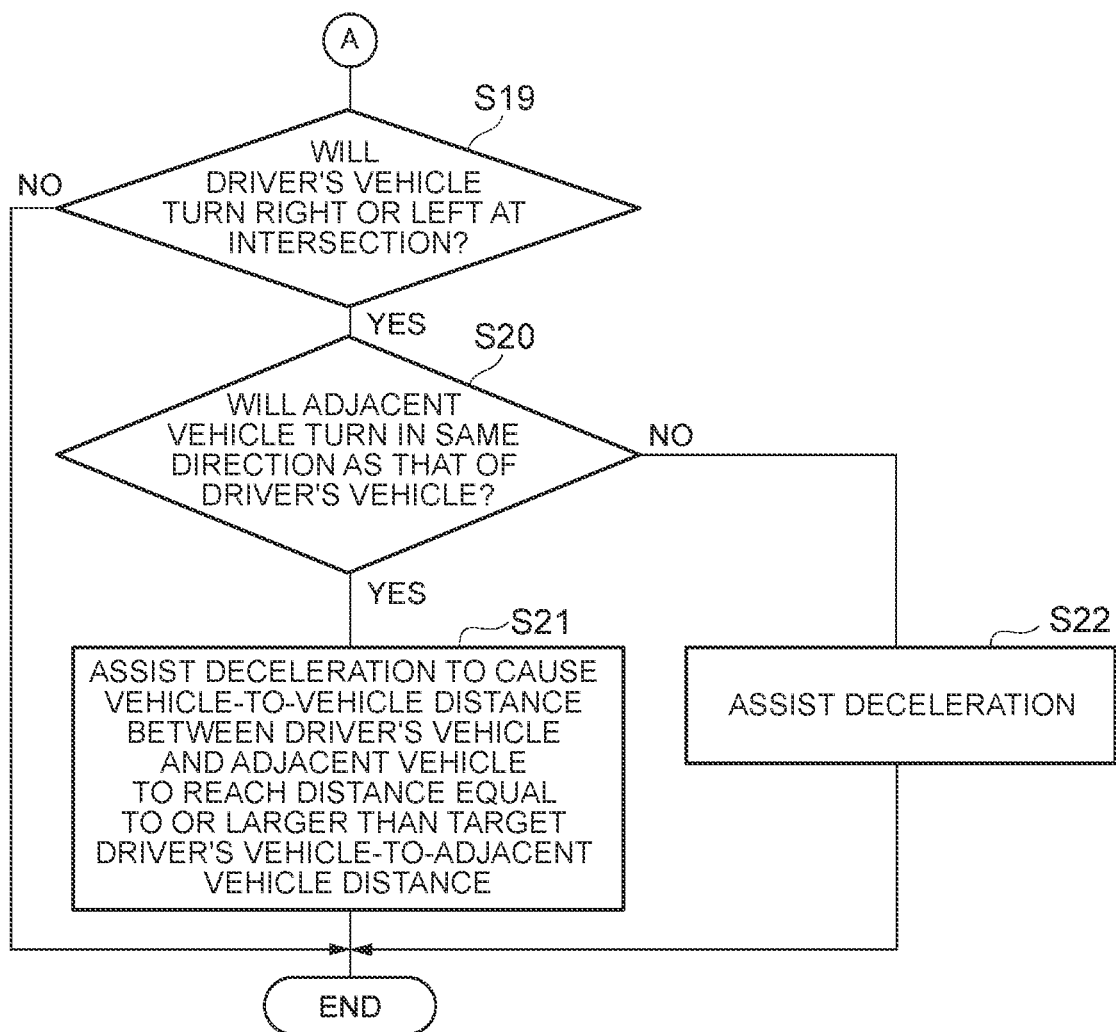 A
S19
WILL
DRIVER'S VEHICLE
TURN RIGHT OR LEFT AT
INTERSECTION?
NO
YES
S20
WILL ADJACENT
VEHICLE TURN IN SAME
DIRECTION AS THAT OF
DRIVER'S VEHICLE?
NO
YES
S21
ASSIST DECELERATION TO CAUSE
VEHICLE-TO-VEHICLE DISTANCE
BETWEEN DRIVER'S VEHICLE
AND ADJACENT VEHICLE
TO REACH DISTANCE EQUAL
TO OR LARGER THAN TARGET
DRIVER'S VEHICLE-TO-ADJACENT
VEHICLE DISTANCE
S22
ASSIST DECELERATION
END